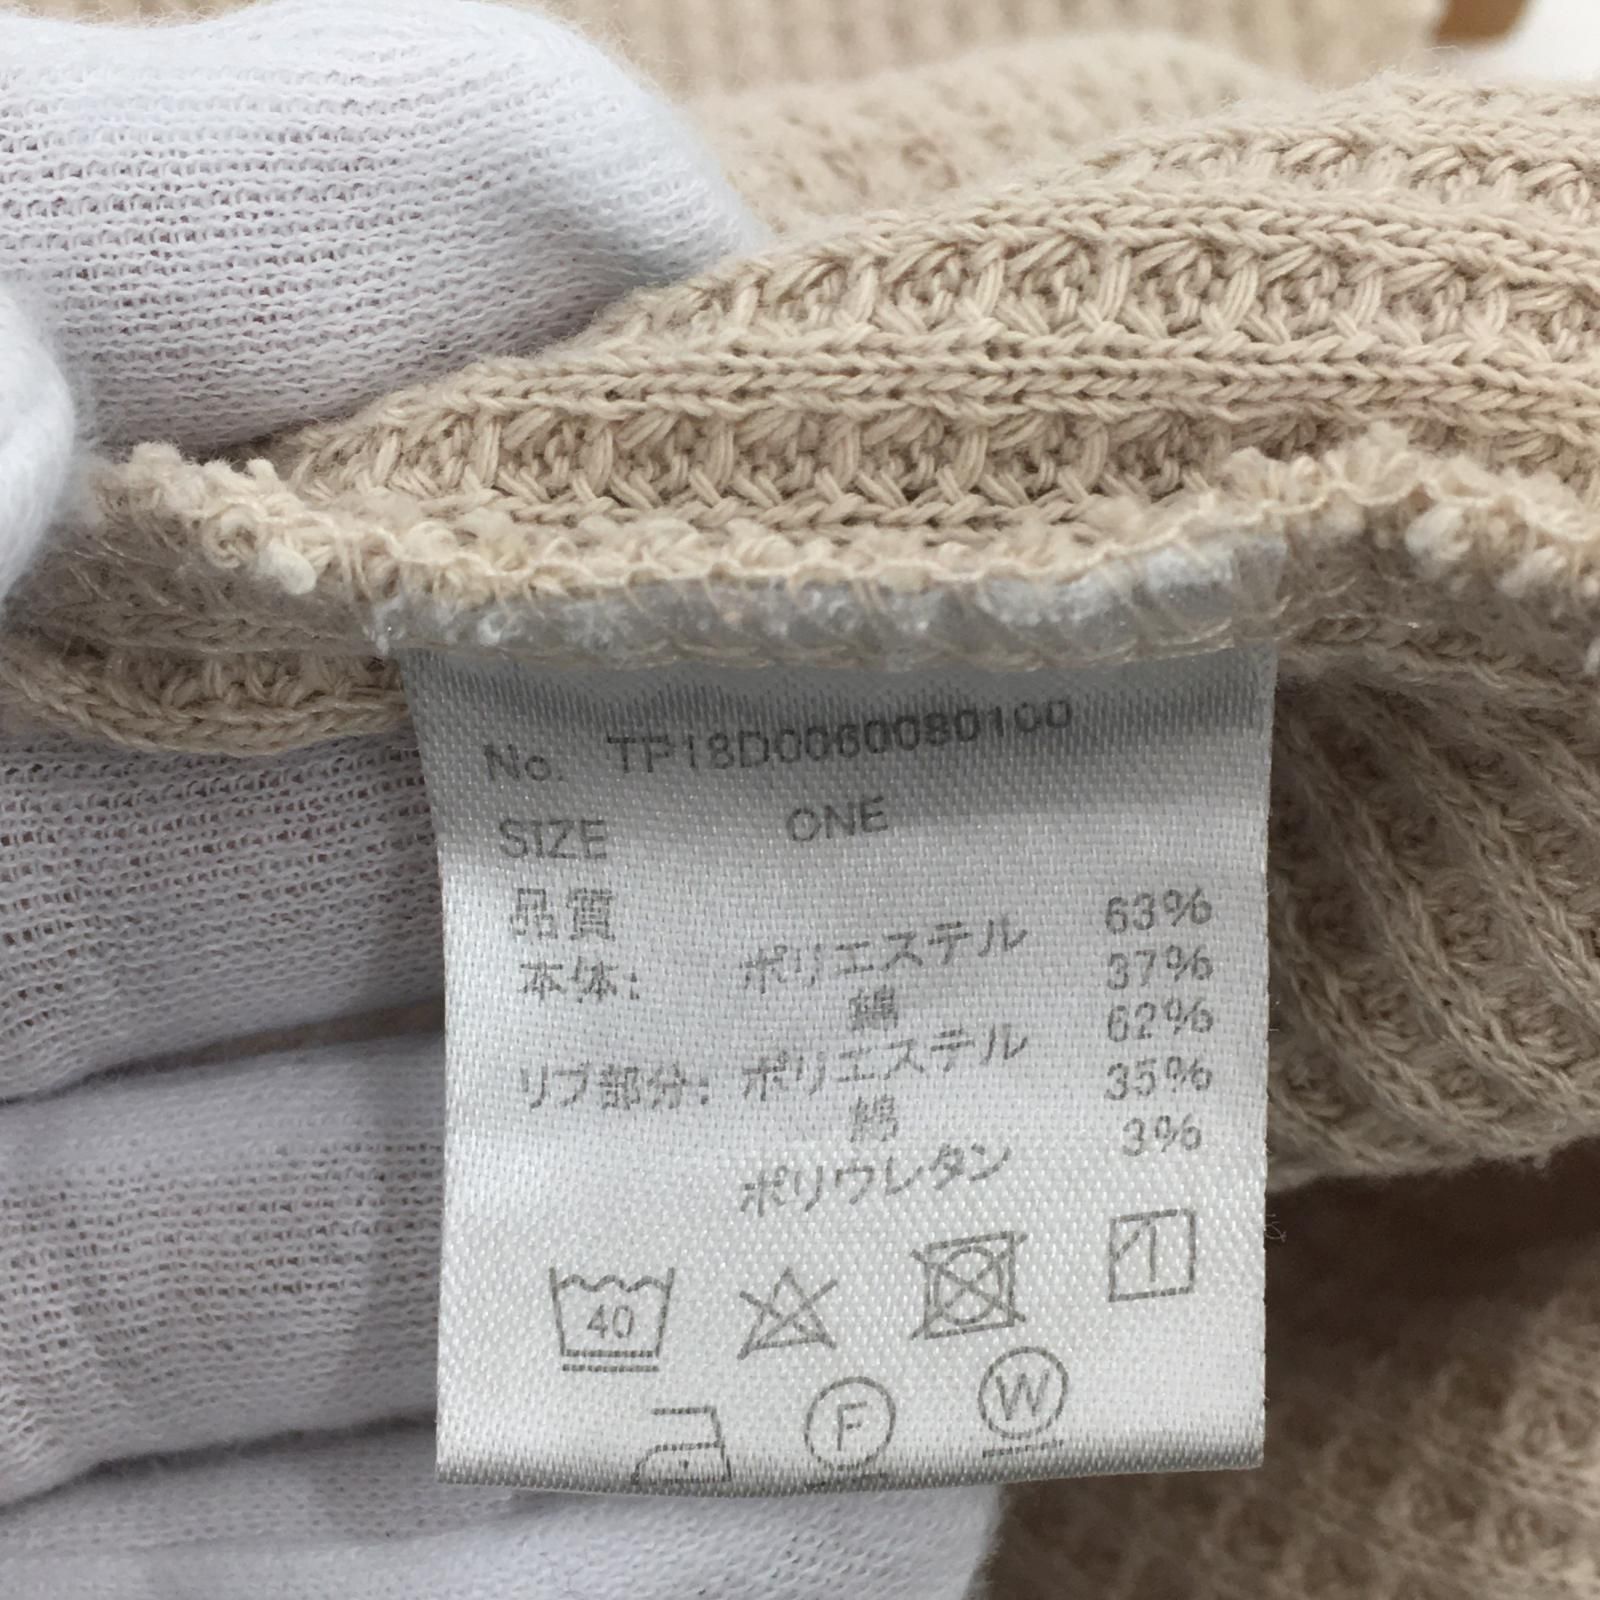 No. TP18D0060080100
SIZE ONE
品質
本体: ポリエステル 63%
綿 37%
リブ部分: ポリエステル 62%
綿 35%
ポリウレタン 3%
40
F W